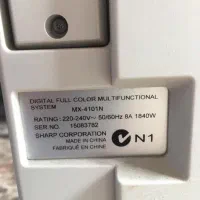 DIGITAL FULL COLOR MULTIFUNCTIONAL
SYSTEM MX-4101N
RATING: 220-240V~ 50/60Hz 8A 1840W
SER.NO. 15083762
SHARP CORPORATION
MADE IN CHINA
FABRIQUÉ EN CHINE
N1